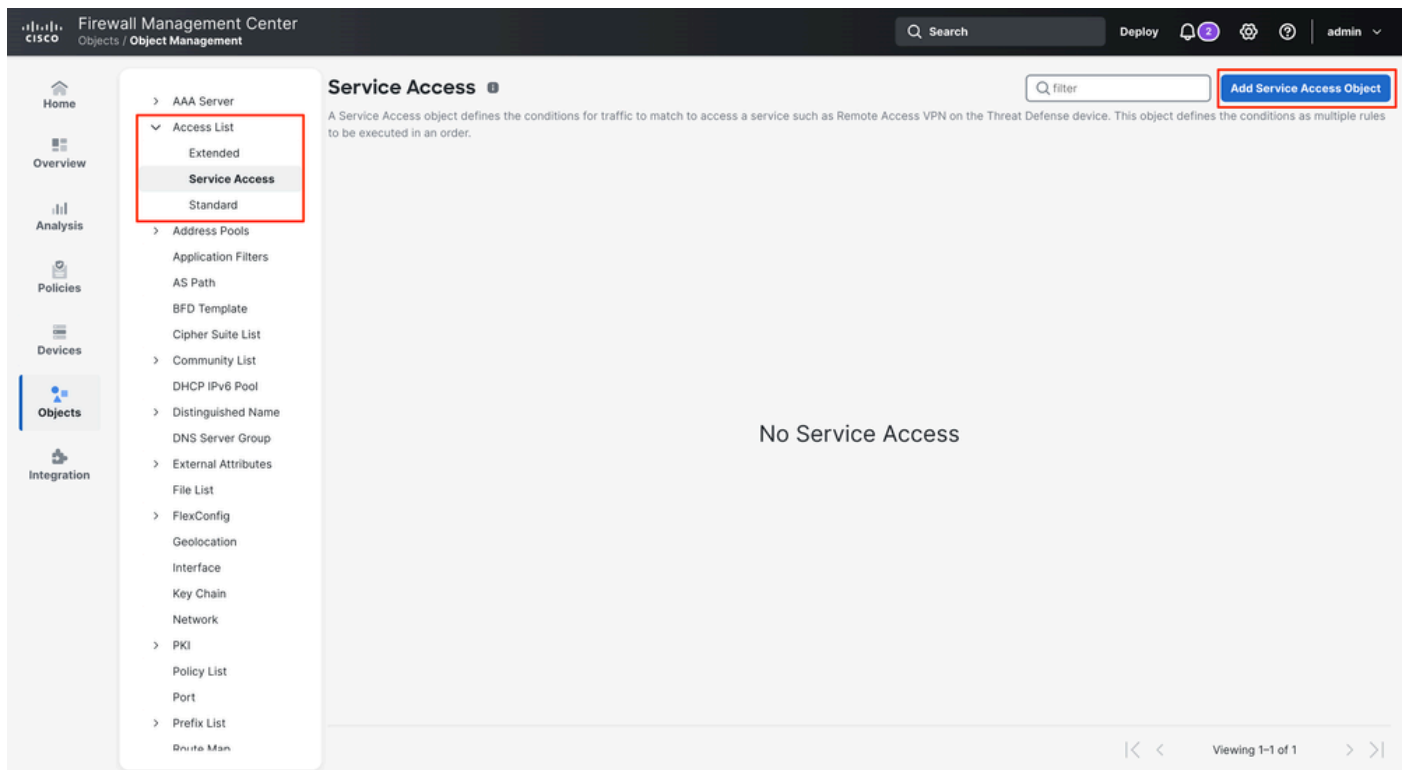 cisco
Firewall Management Center
Objects / Object Management
Search
Deploy
2
admin
Home
Overview
Analysis
Policies
Devices
Objects
Integration
AAA Server
Access List
Extended
Service Access
Standard
Address Pools
Application Filters
AS Path
BFD Template
Cipher Suite List
Community List
DHCP IPv6 Pool
Distinguished Name
DNS Server Group
External Attributes
File List
FlexConfig
Geolocation
Interface
Key Chain
Network
PKI
Policy List
Port
Prefix List
Route Map
Service Access
filter
Add Service Access Object
A Service Access object defines the conditions for traffic to match to access a service such as Remote Access VPN on the Threat Defense device. This object defines the conditions as multiple rules
to be executed in an order.
No Service Access
Viewing 1-1 of 1